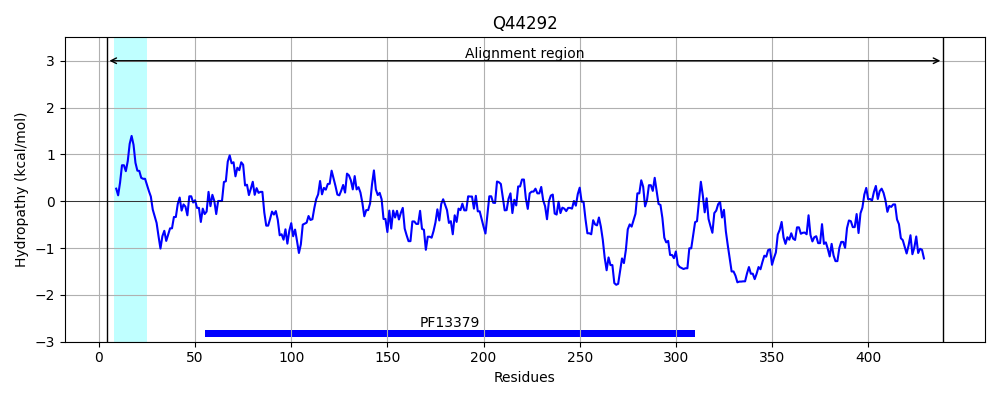 Q44292
Alignment region
Hydropathy (kcal/mol)
3
2
1
0
−1
−2
−3
PF13379
0 50 100 150 200 250 300 350 400
Residues